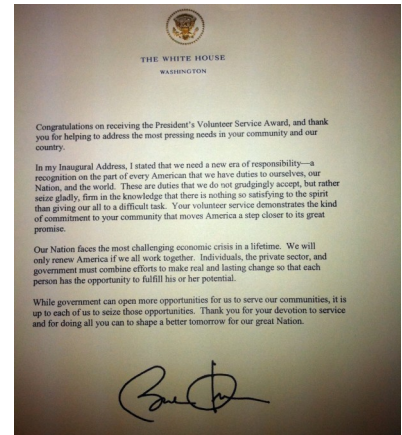 THE WHITE HOUSE
WASHINGTON
Congratulations on receiving the President's Volunteer Service Award, and thank
you for helping to address the most pressing needs in your community and our
country.
In my Inaugural Address, I stated that we need a new era of responsibility—a
recognition on the part of every American that we have duties to ourselves, our
Nation, and the world. These are duties that we do not grudgingly accept, but rather
seize gladly, firm in the knowledge that there is nothing so satisfying to the spirit
than giving our all to a difficult task. Your volunteer service demonstrates the kind
of commitment to your community that moves America a step closer to its great
promise.
Our Nation faces the most challenging economic crisis in a lifetime. We will
only renew America if we all work together. Individuals, the private sector, and
government must combine efforts to make real and lasting change so that each
person has the opportunity to fulfill his or her potential.
While government can open more opportunities for us to serve our communities, it is
up to each of us to seize those opportunities. Thank you for your devotion to service
and for doing all you can to shape a better tomorrow for our great Nation.